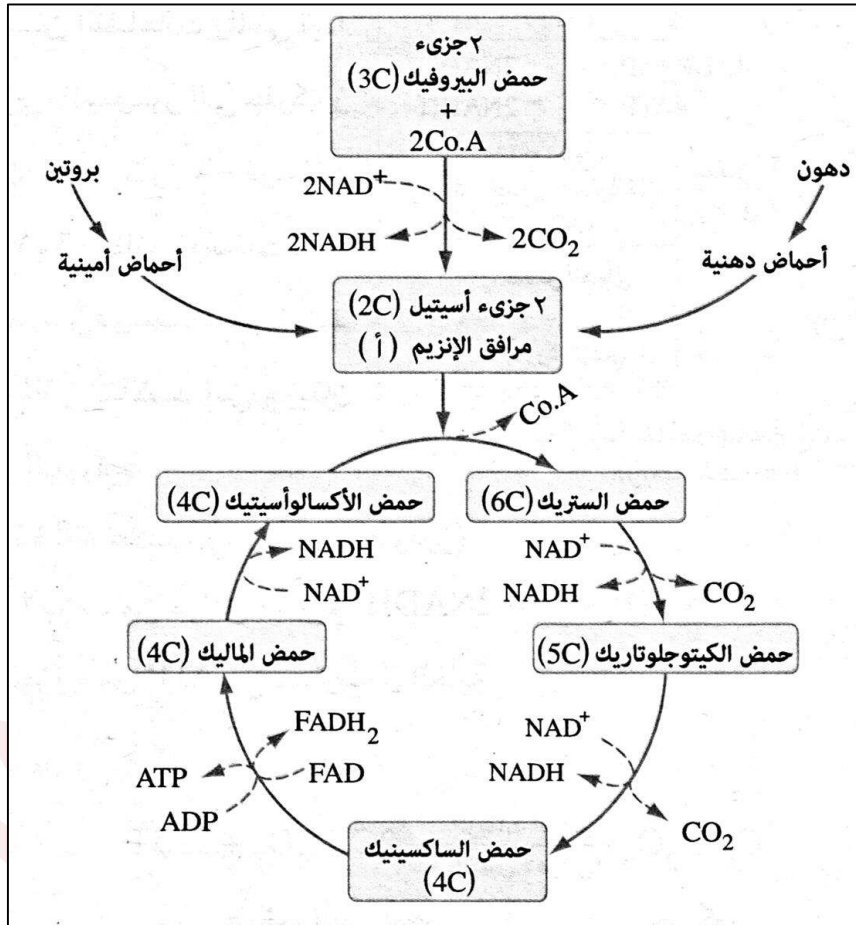 ٢ جزىء
حمض البيروفيك (3C)
+
2Co.A
بروتين
دهون
2NAD⁺
2NADH
2CO₂
أحماض أمينية
أحماض دهنية
٢ جزىء أسيتيل (2C)
مرافق الإنزيم (أ)
Co.A
حمض الأكسالوأسيتيك (4C)
حمض الستريك (6C)
NADH
NAD⁺
NAD⁺
NADH
CO₂
حمض الماليك (4C)
حمض الكيتوجلوتاريك (5C)
FADH₂
FAD
ATP
ADP
NAD⁺
NADH
CO₂
حمض الساكسينيك
(4C)